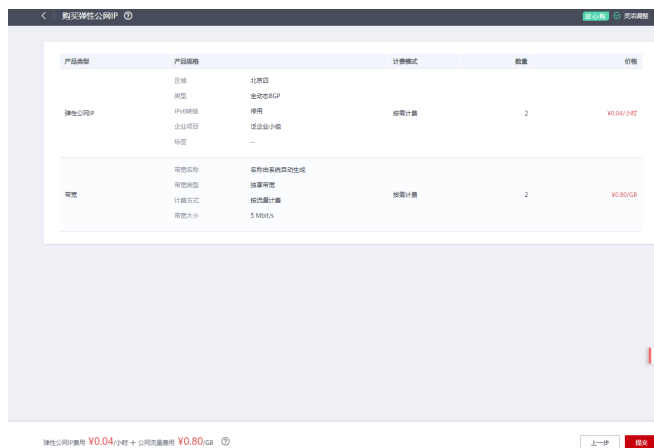 购买弹性公网IP
放心购 灵活调整
产品类型 产品规格 计费模式 数量 价格
区域 北京四
类型 全动态BGP
弹性公网IP IPv6转换 停用 按需计费 2 ¥0.04/小时
企业项目 泛企业小组
标签 --
带宽名称 名称由系统自动生成
带宽类型 独享带宽
带宽 按需计费 2 ¥0.80/GB
计费方式 按流量计费
带宽大小 5 Mbit/s
弹性公网IP费用 ¥0.04/小时 + 公网流量费用 ¥0.80/GB
上一步 提交